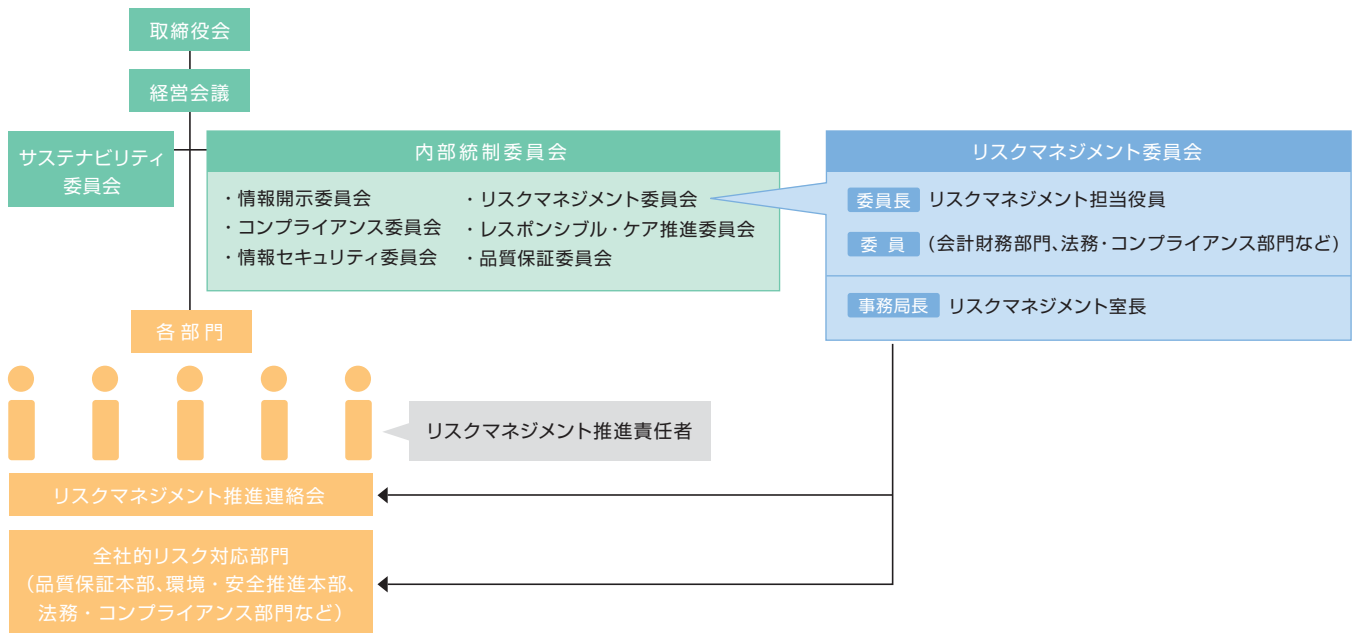 取締役会
経営会議
サステナビリティ
委員会
内部統制委員会
・情報開示委員会
・コンプライアンス委員会
・情報セキュリティ委員会
・リスクマネジメント委員会
・レスポンシブル・ケア推進委員会
・品質保証委員会
リスクマネジメント委員会
委員長 リスクマネジメント担当役員
委 員 (会計財務部門、法務・コンプライアンス部門など)
事務局長 リスクマネジメント室長
各部門
リスクマネジメント推進責任者
リスクマネジメント推進連絡会
全社的リスク対応部門
(品質保証本部、環境・安全推進本部、
法務・コンプライアンス部門など)